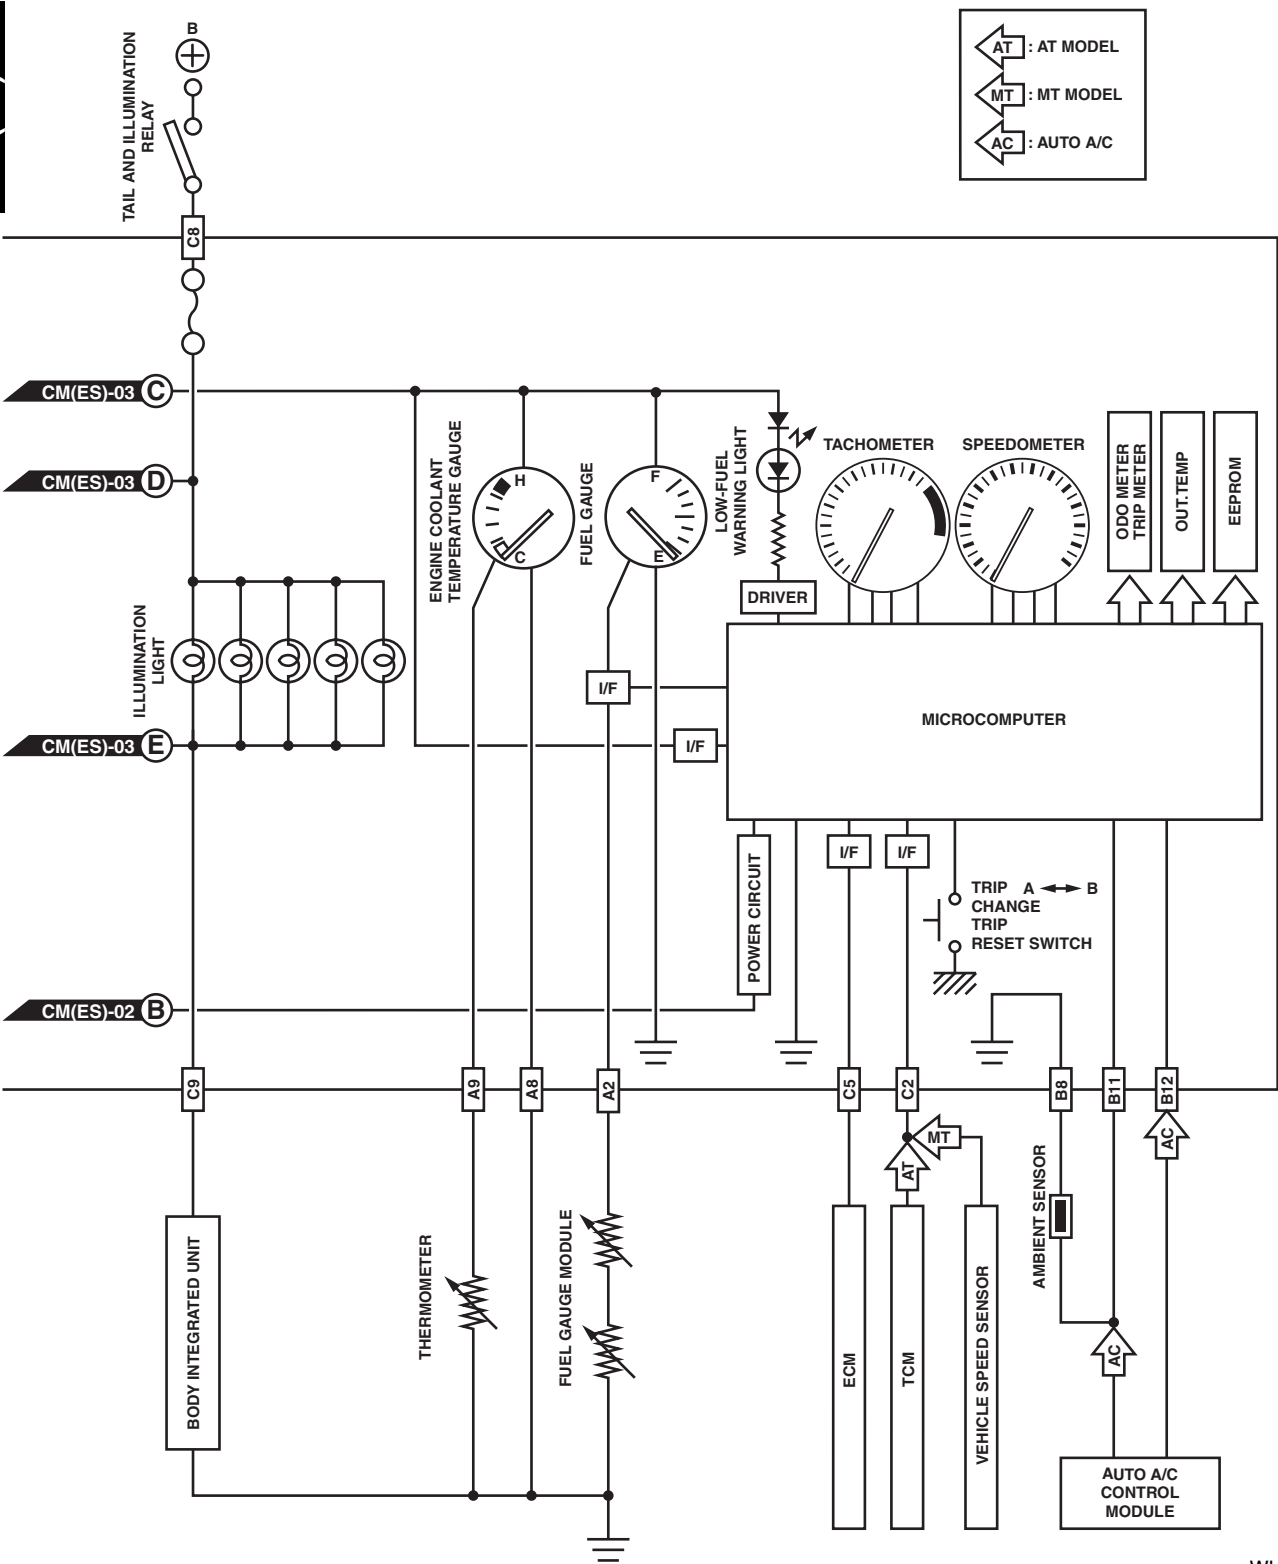 B
TAIL AND ILLUMINATION
RELAY
AT : AT MODEL
MT : MT MODEL
AC : AUTO A/C
C8
CM(ES)-03 C
CM(ES)-03 D
ENGINE COOLANT
TEMPERATURE GAUGE
H
C
FUEL GAUGE
F
E
LOW-FUEL
WARNING LIGHT
TACHOMETER
SPEEDOMETER
ODO METER
TRIP METER
OUT.TEMP
EEPROM
DRIVER
ILLUMINATION
LIGHT
I/F
MICROCOMPUTER
CM(ES)-03 E
I/F
POWER CIRCUIT
I/F
I/F
TRIP A B
CHANGE
TRIP
RESET SWITCH
CM(ES)-02 B
C9
A9
A8
A2
C5
C2
B8
B11
B12
MT
AT
AC
BODY INTEGRATED UNIT
THERMOMETER
FUEL GAUGE MODULE
ECM
TCM
VEHICLE SPEED SENSOR
AMBIENT SENSOR
AC
AUTO A/C
CONTROL
MODULE